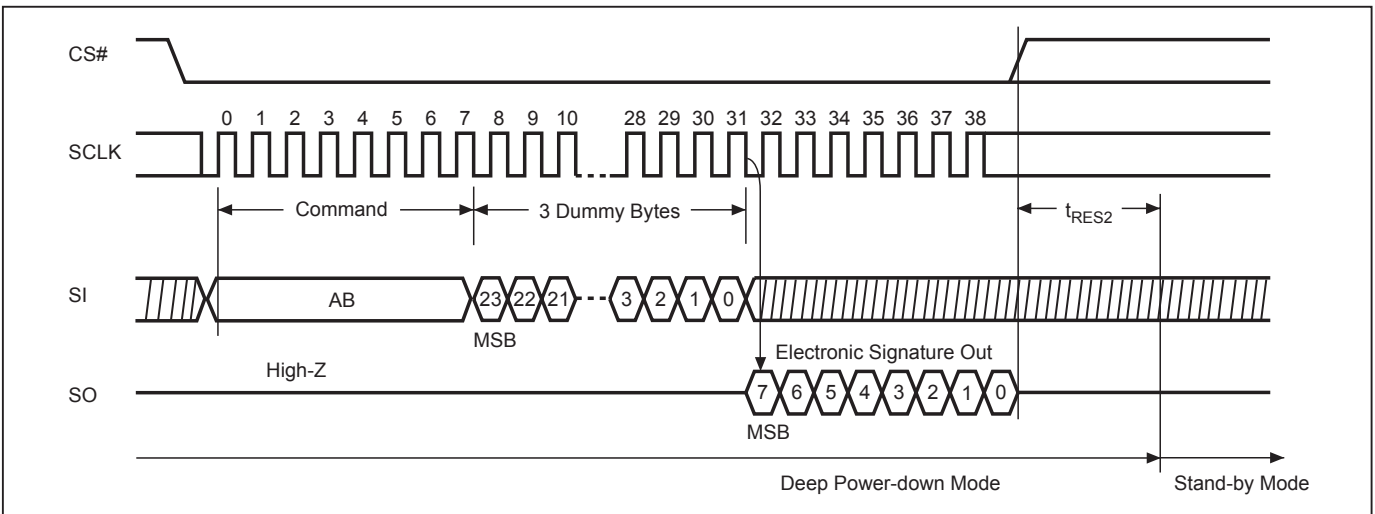 CS#
0 1 2 3 4 5 6 7 8 9 10 28 29 30 31 32 33 34 35 36 37 38
SCLK
Command 3 Dummy Bytes tRES2
SI AB 23 22 21 3 2 1 0
MSB
High-Z Electronic Signature Out
SO 7 6 5 4 3 2 1 0
MSB
Deep Power-down Mode Stand-by Mode